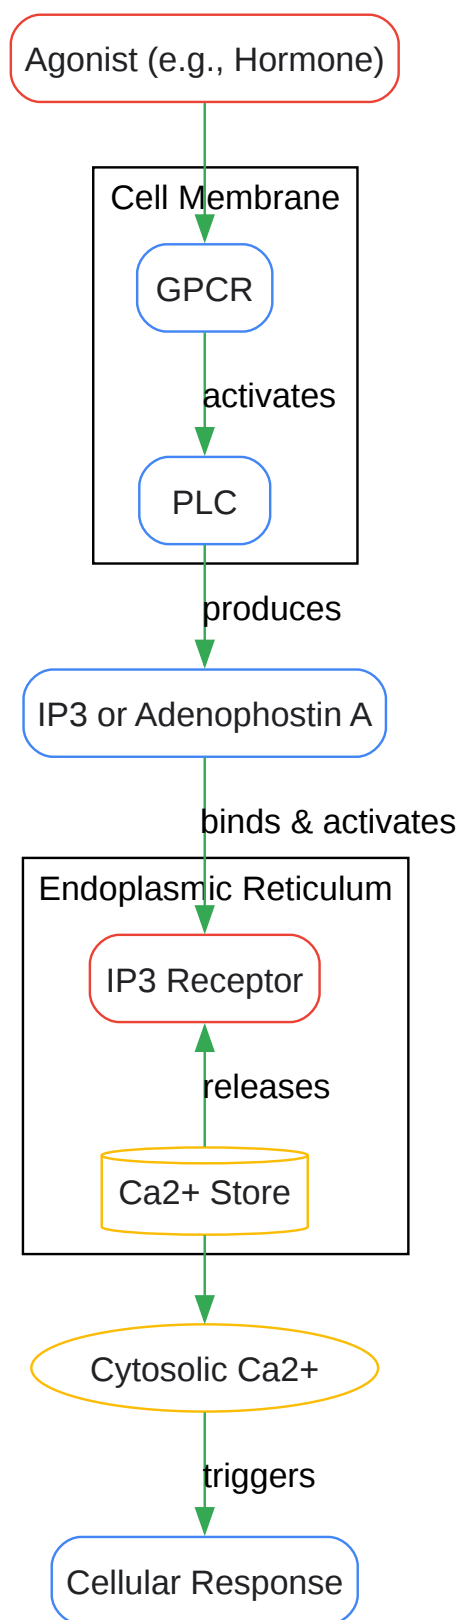 Agonist (e.g., Hormone)
Cell Membrane
GPCR
activates
PLC
produces
IP3 or Adenophostin A
binds & activates
Endoplasmic Reticulum
IP3 Receptor
releases
Ca2+ Store
Cytosolic Ca2+
triggers
Cellular Response